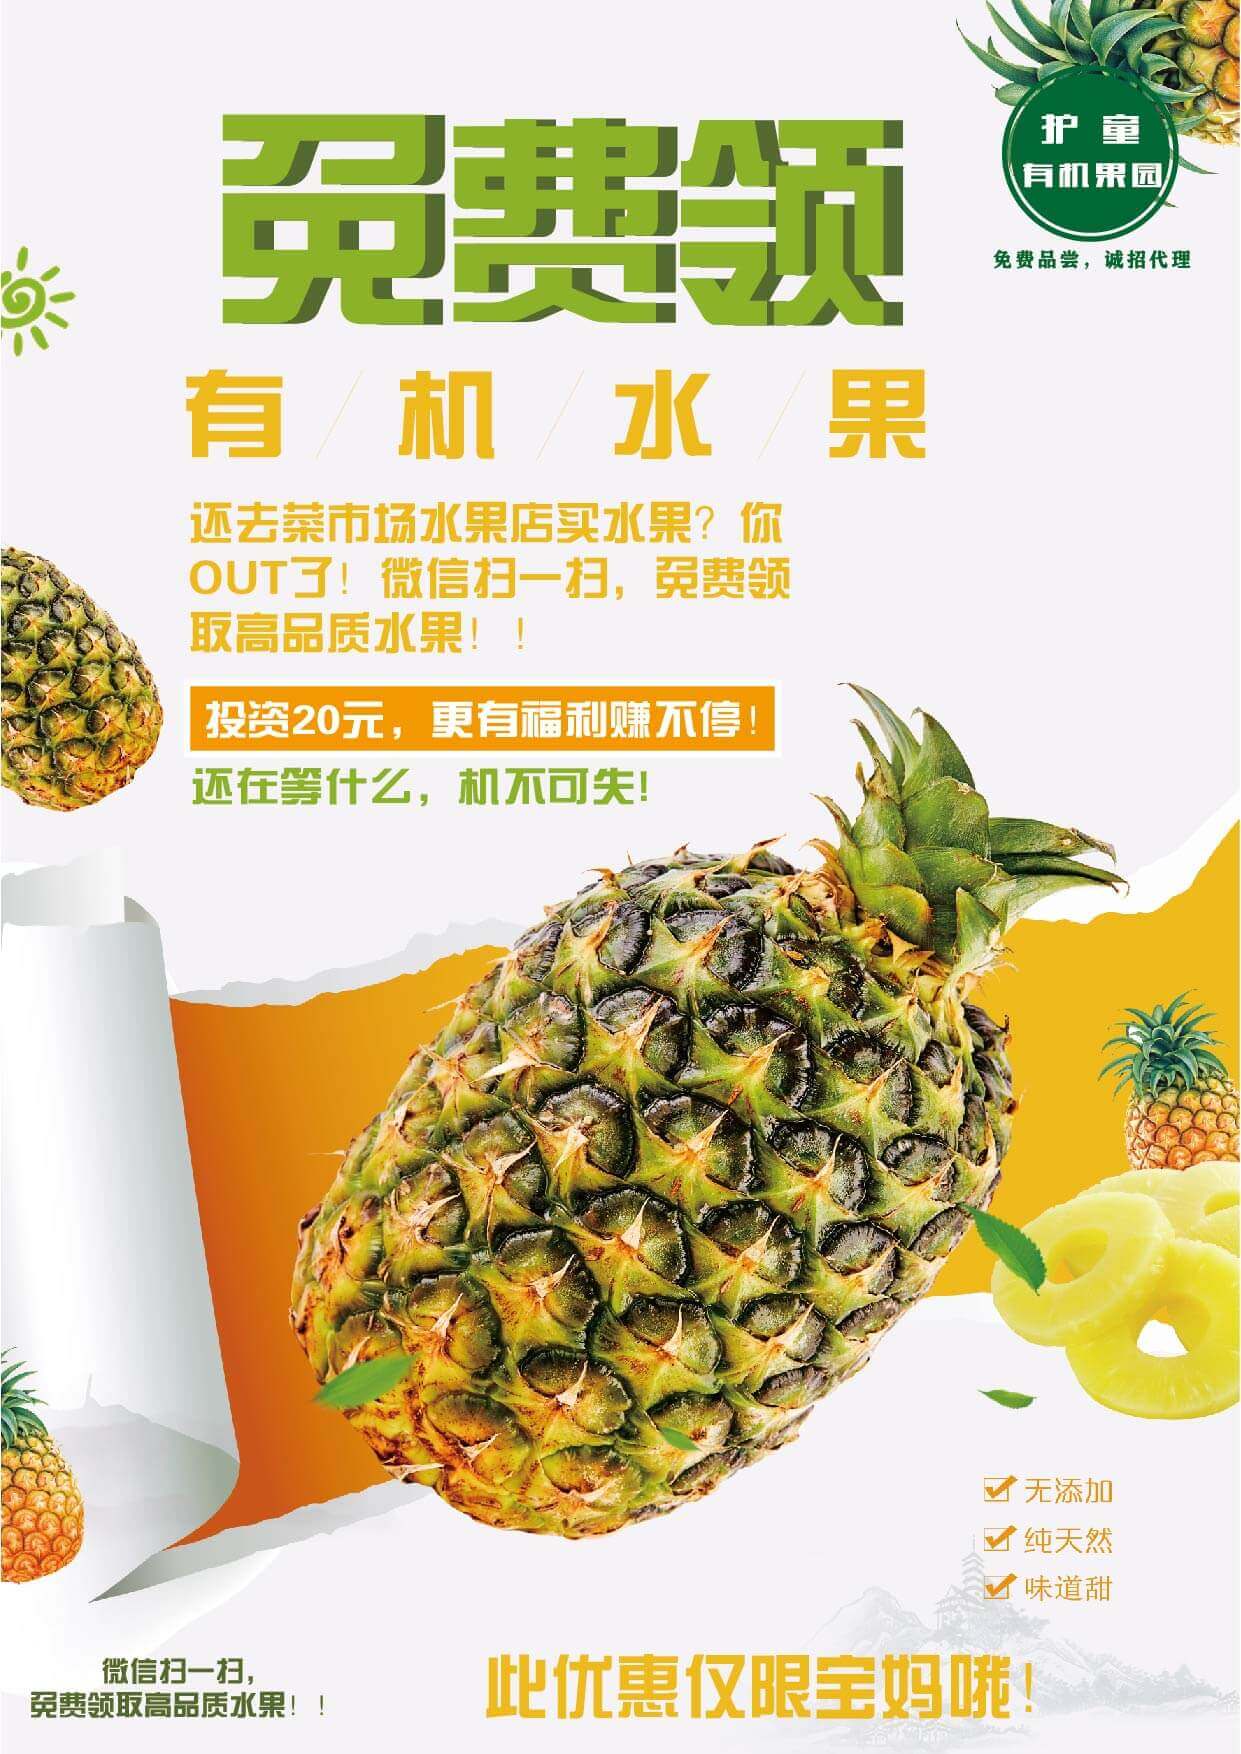 护童
有机果园
免费品尝，诚招代理
免费领
有/机/水/果
还去菜市场水果店买水果？你
OUT了！微信扫一扫，免费领
取高品质水果！！
投资20元，更有福利赚不停！
还在等什么，机不可失!
无添加
纯天然
味道甜
微信扫一扫，
免费领取高品质水果！！
此优惠仅限宝妈哦！